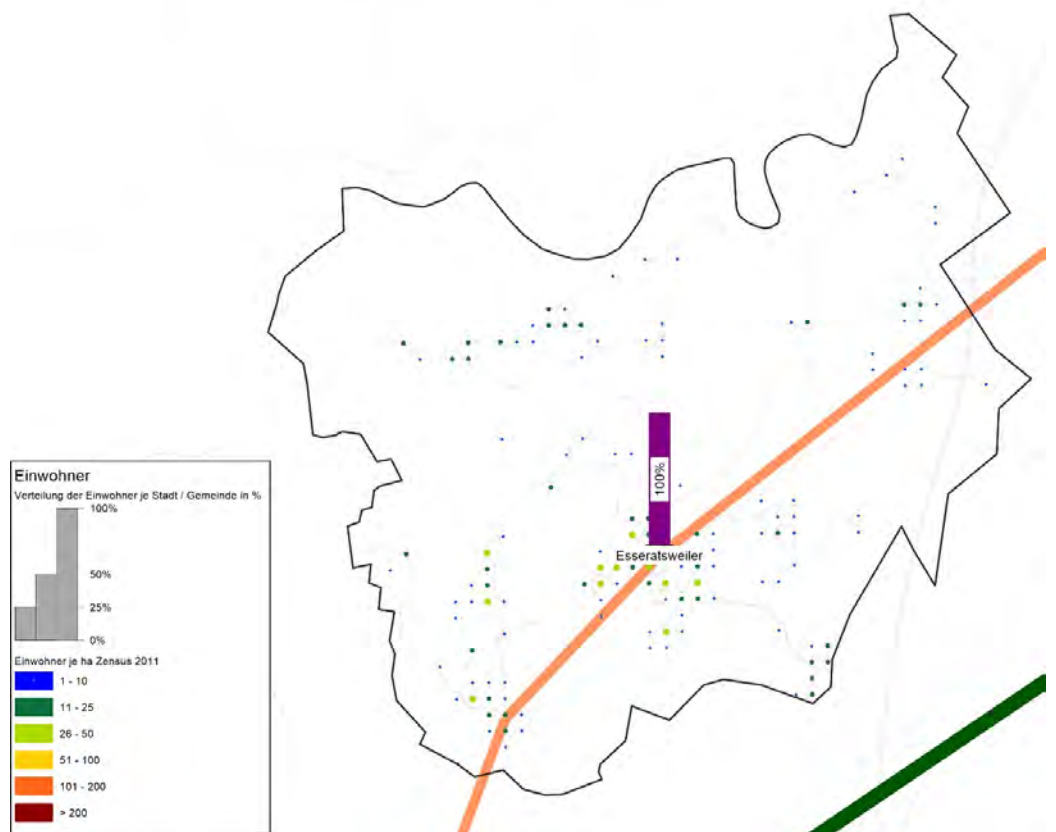 100%
Esseratsweiler
Einwohner
Verteilung der Einwohner je Stadt / Gemeinde in %
100%
50%
25%
0%
Einwohner je ha Zensus 2011
1 - 10
11 - 25
26 - 50
51 - 100
101 - 200
> 200